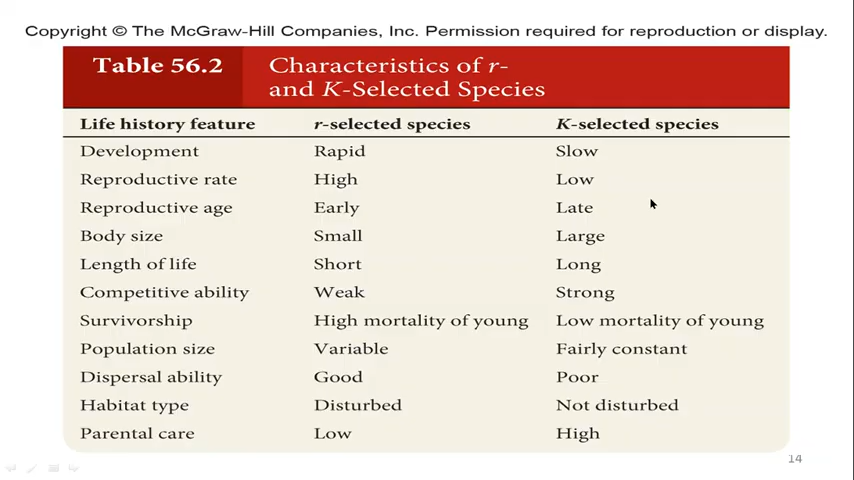 Copyright © The McGraw-Hill Companies, Inc. Permission required for reproduction or display.
Table 56.2 Characteristics of r-
and K-Selected Species
Life history feature r-selected species K-selected species
Development Rapid Slow
Reproductive rate High Low
Reproductive age Early Late
Body size Small Large
Length of life Short Long
Competitive ability Weak Strong
Survivorship High mortality of young Low mortality of young
Population size Variable Fairly constant
Dispersal ability Good Poor
Habitat type Disturbed Not disturbed
Parental care Low High
14